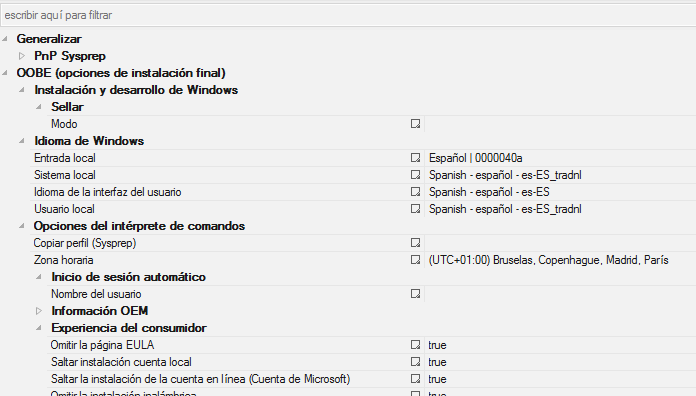 escribir aquí para filtrar
Generalizar
PnP Sysprep
OOBE (opciones de instalación final)
Instalación y desarrollo de Windows
Sellar
Modo
Idioma de Windows
Entrada local Español | 0000040a
Sistema local Spanish - español - es-ES_tradnl
Idioma de la interfaz del usuario Spanish - español - es-ES
Usuario local Spanish - español - es-ES_tradnl
Opciones del intérprete de comandos
Copiar perfil (Sysprep)
Zona horaria (UTC+01:00) Bruselas, Copenhague, Madrid, París
Inicio de sesión automático
Nombre del usuario
Información OEM
Experiencia del consumidor
Omitir la página EULA true
Saltar instalación cuenta local true
Saltar la instalación de la cuenta en línea (Cuenta de Microsoft) true
Omitir la instalación inalámbrica true